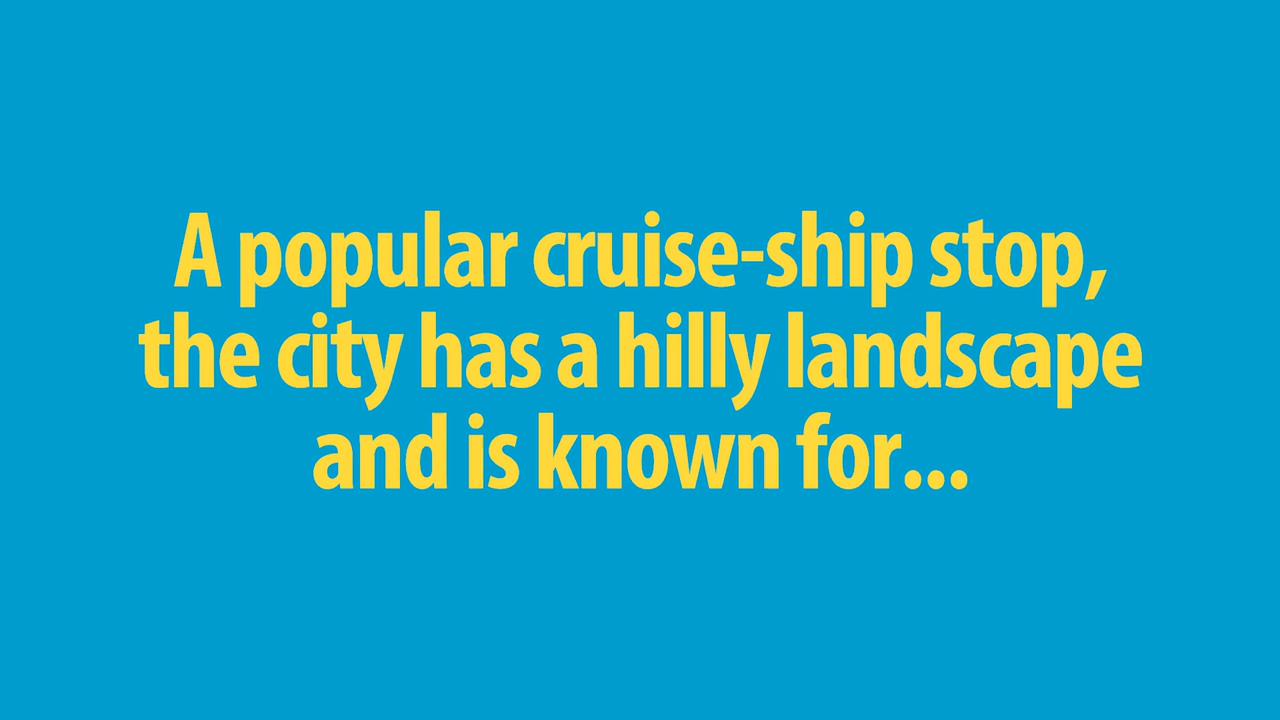 A popular cruise-ship stop,
the city has a hilly landscape
and is known for...